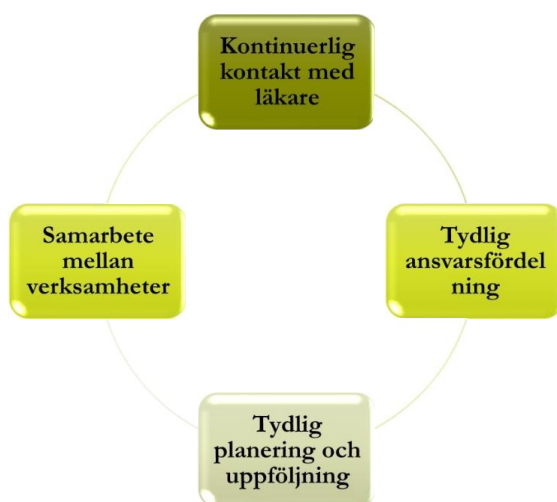 Kontinuerlig
kontakt med
läkare
Samarbete
mellan
verksamheter
Tydlig
ansvarsfördel
ning
Tydlig
planering och
uppföljning